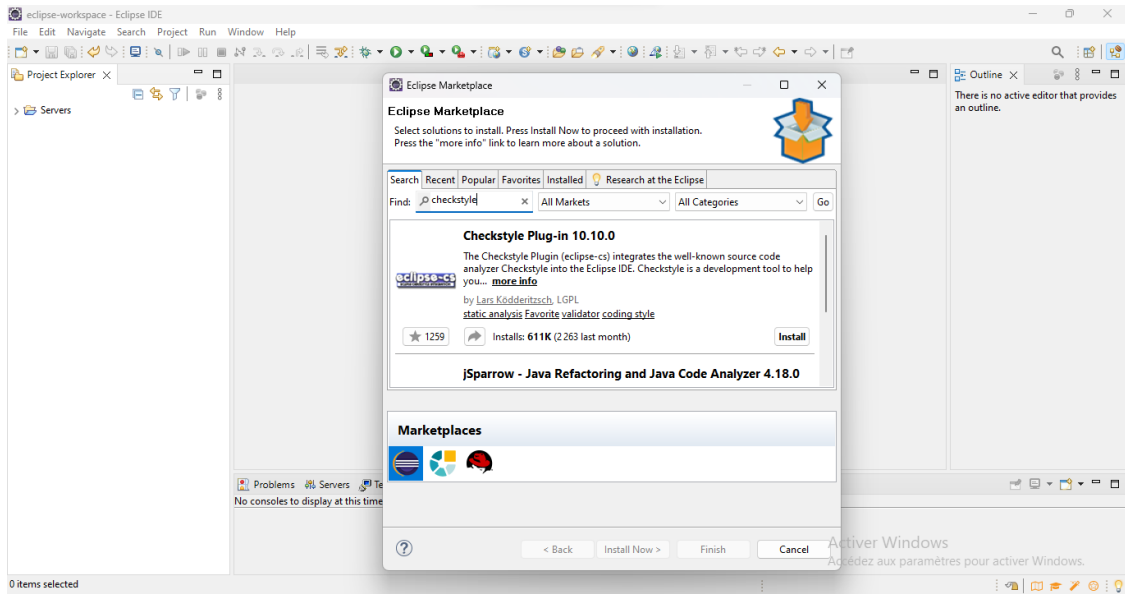 eclipse-workspace - Eclipse IDE
File Edit Navigate Search Project Run Window Help
Project Explorer
Servers
Outline
There is no active editor that provides
an outline.
Eclipse Marketplace
Eclipse Marketplace
Select solutions to install. Press Install Now to proceed with installation.
Press the "more info" link to learn more about a solution.
Search Recent Popular Favorites Installed Research at the Eclipse
Find: checkstyle All Markets All Categories Go
Checkstyle Plug-in 10.10.0
The Checkstyle Plugin (eclipse-cs) integrates the well-known source code
analyzer Checkstyle into the Eclipse IDE. Checkstyle is a development tool to help
you... more info
eclipse-cs
by Lars Ködderitzsch, LGPL
static analysis Favorite validator coding style
1259 Installs: 611K (2 263 last month) Install
jSparrow - Java Refactoring and Java Code Analyzer 4.18.0
Marketplaces
Problems Servers Te
No consoles to display at this time
? < Back Install Now > Finish Cancel
Activer Windows
Accédez aux paramètres pour activer Windows.
0 items selected